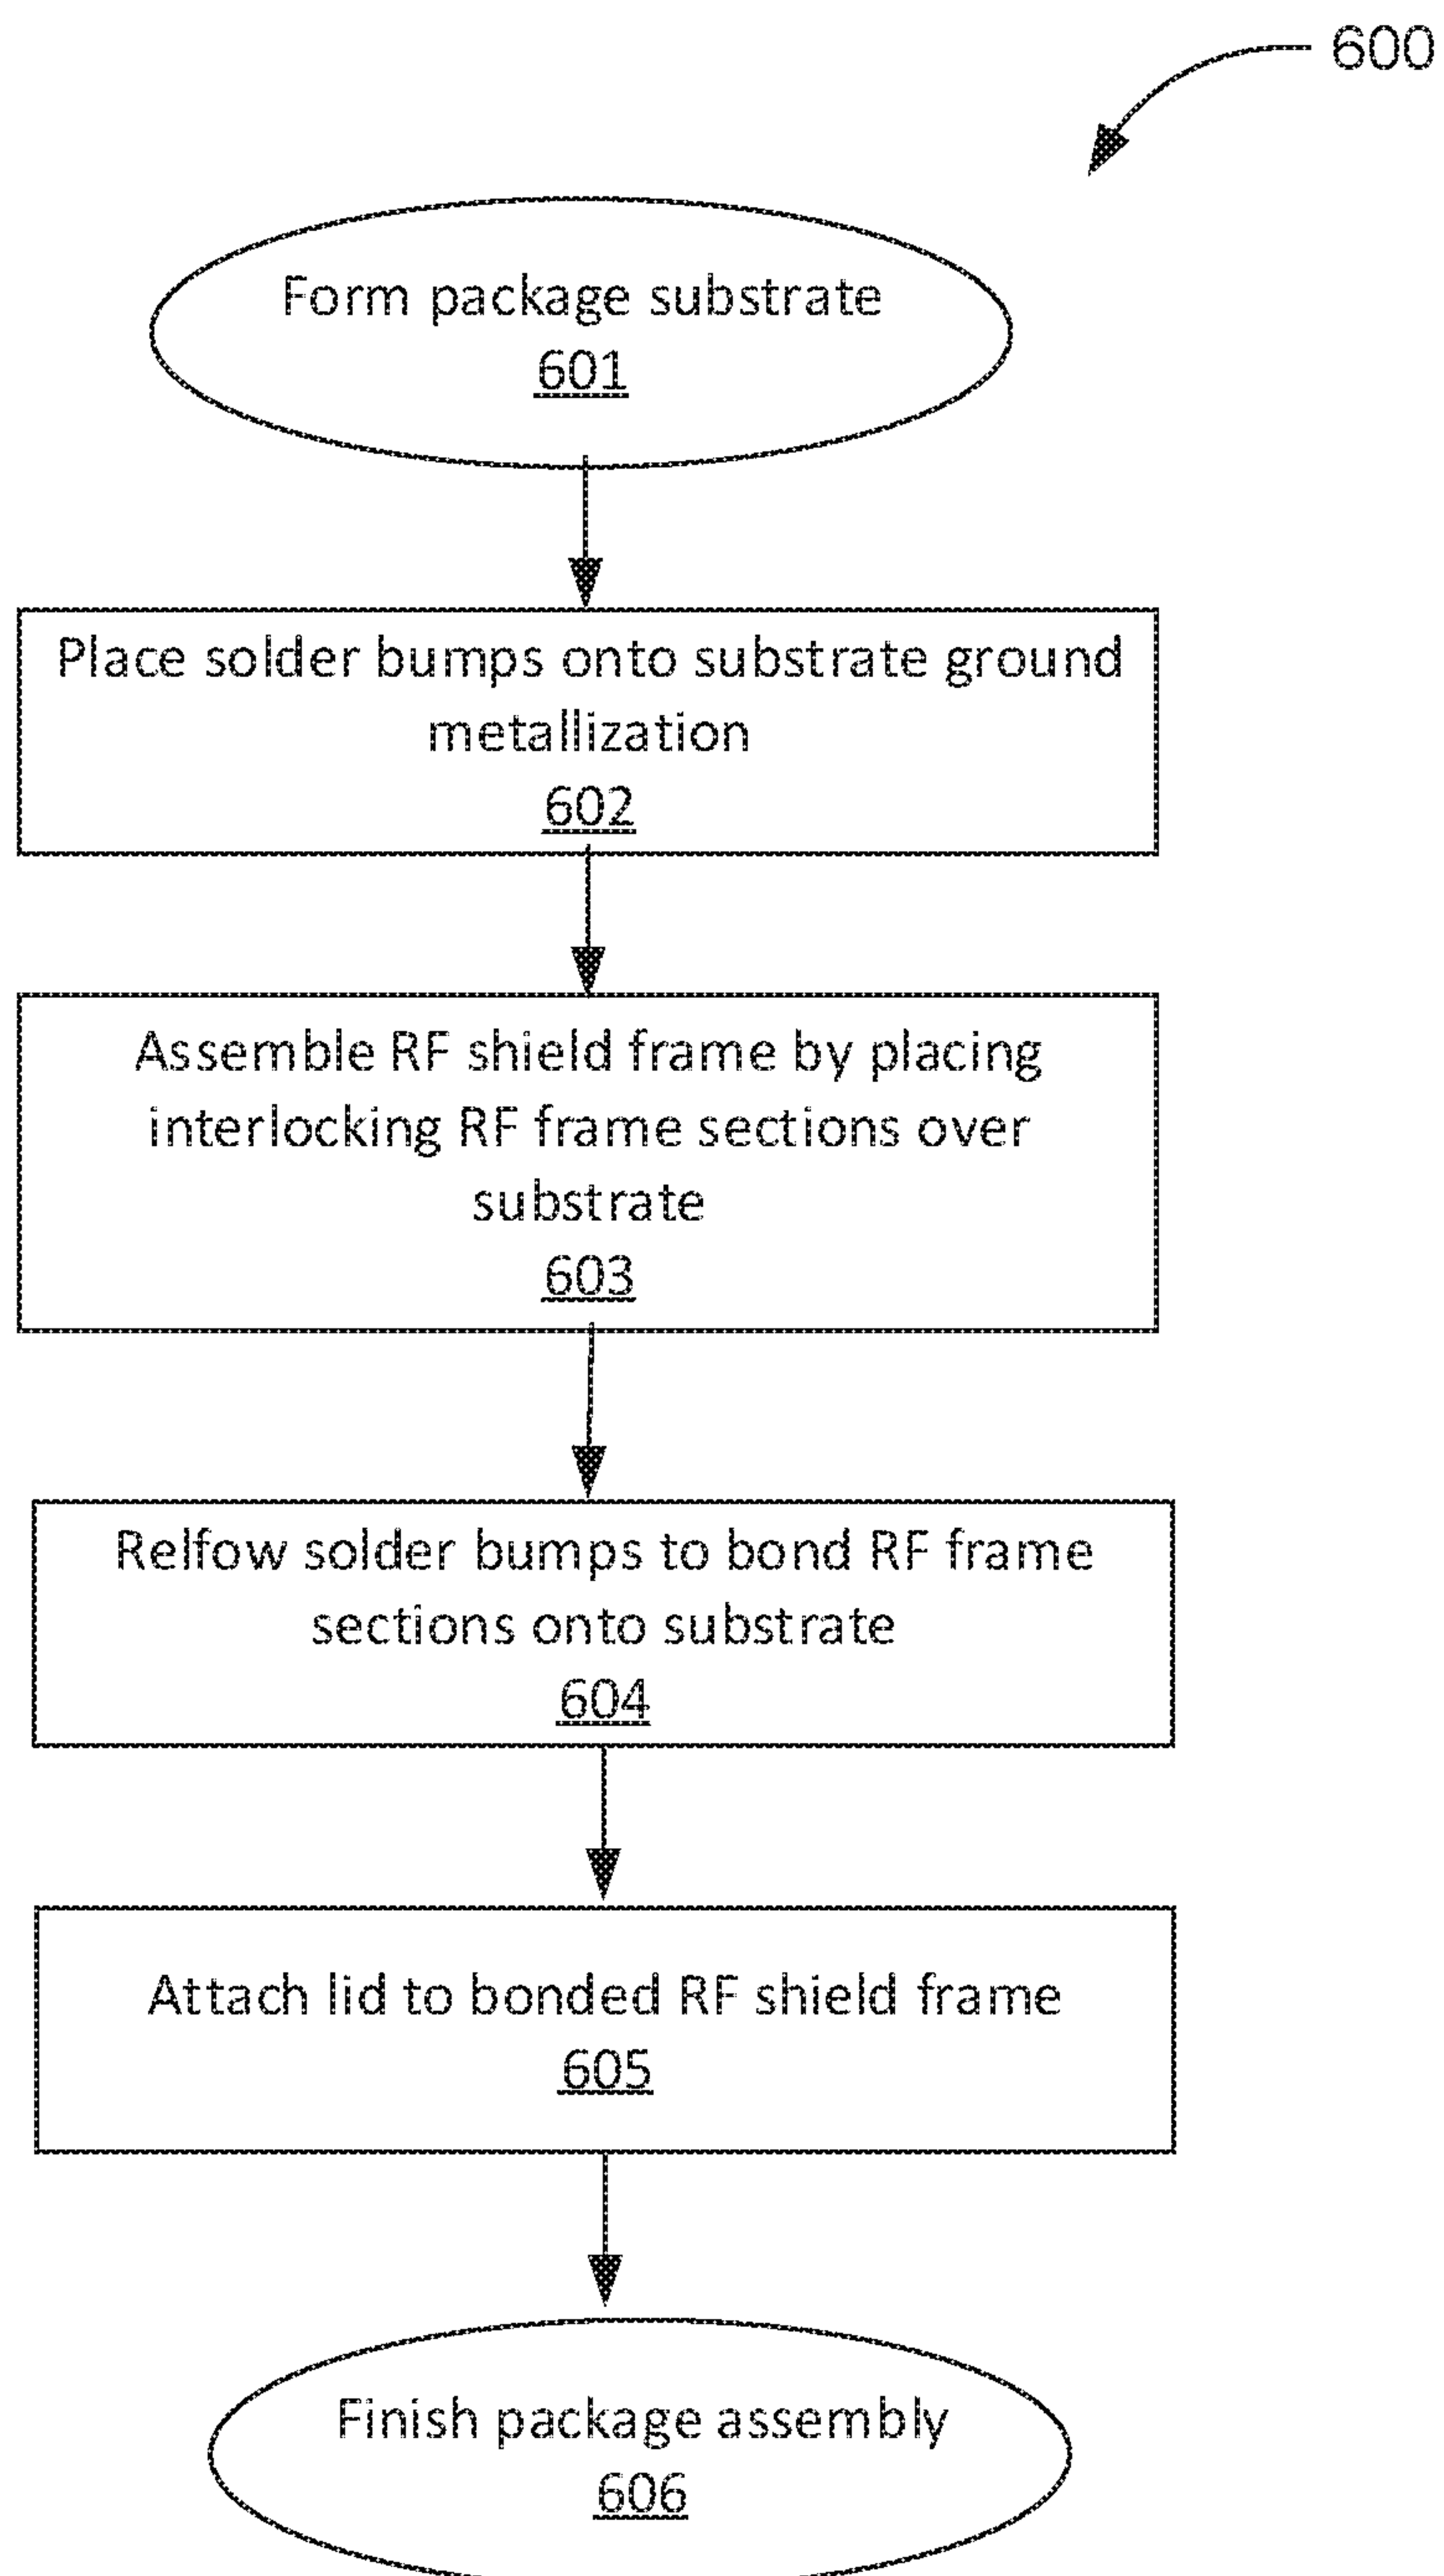 600
Form package substrate
601
Place solder bumps onto substrate ground
metallization
602
Assemble RF shield frame by placing
interlocking RF frame sections over
substrate
603
Relfow solder bumps to bond RF frame
sections onto substrate
604
Attach lid to bonded RF shield frame
605
Finish package assembly
606